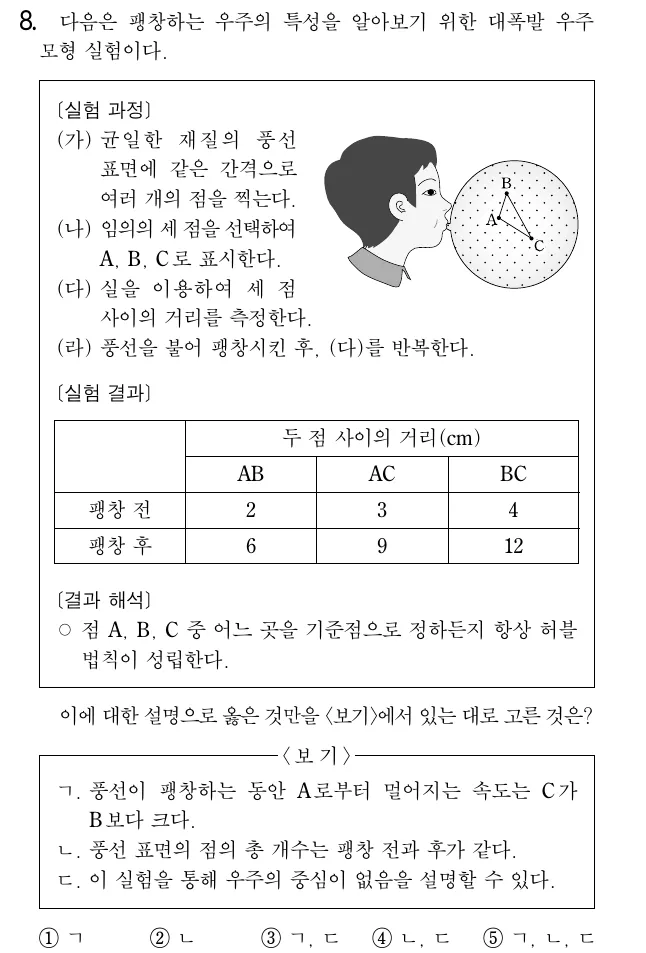 8. 다음은 팽창하는 우주의 특성을 알아보기 위한 대폭발 우주
모형 실험이다.
〔실험 과정〕
(가) 균일한 재질의 풍선
표면에 같은 간격으로
여러 개의 점을 찍는다.
(나) 임의의 세 점을 선택하여
A, B, C로 표시한다.
(다) 실을 이용하여 세 점
사이의 거리를 측정한다.
(라) 풍선을 불어 팽창시킨 후, (다)를 반복한다.
B
A
C
〔실험 결과〕
두 점 사이의 거리(cm)
AB AC BC
팽창 전 2 3 4
팽창 후 6 9 12
〔결과 해석〕
○ 점 A, B, C 중 어느 곳을 기준점으로 정하든지 항상 허블
법칙이 성립한다.
이에 대한 설명으로 옳은 것만을 〈보기〉에서 있는 대로 고른 것은?
〈보 기〉
ㄱ. 풍선이 팽창하는 동안 A로부터 멀어지는 속도는 C가
B보다 크다.
ㄴ. 풍선 표면의 점의 총 개수는 팽창 전과 후가 같다.
ㄷ. 이 실험을 통해 우주의 중심이 없음을 설명할 수 있다.
① ㄱ ② ㄴ ③ ㄱ, ㄷ ④ ㄴ, ㄷ ⑤ ㄱ, ㄴ, ㄷ